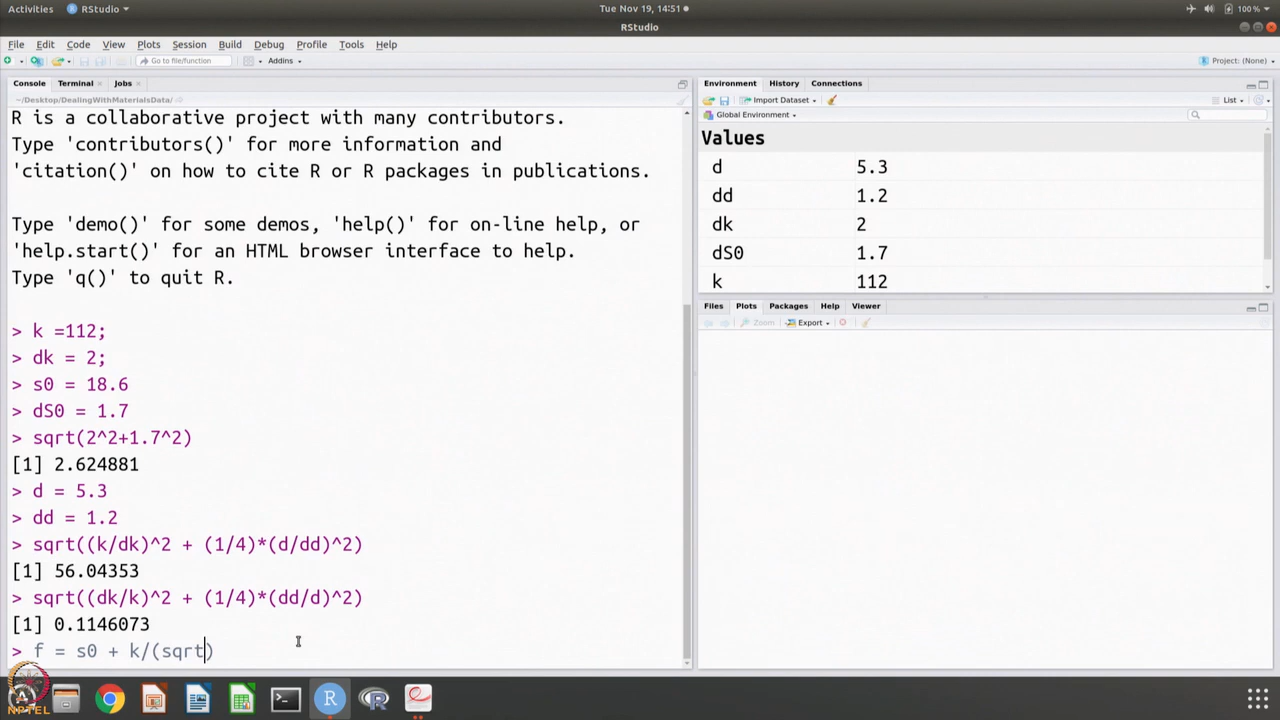 Activities RStudio Tue Nov 19, 14:51 100%
RStudio
File Edit Code View Plots Session Build Debug Profile Tools Help
Go to file/function Addins Project: (None)
Console Terminal Jobs
~/Desktop/DealingWithMaterialsData/
R is a collaborative project with many contributors.
Type 'contributors()' for more information and
'citation()' on how to cite R or R packages in publications.
Type 'demo()' for some demos, 'help()' for on-line help, or
'help.start()' for an HTML browser interface to help.
Type 'q()' to quit R.
> k =112;
> dk = 2;
> s0 = 18.6
> dS0 = 1.7
> sqrt(2^2+1.7^2)
[1] 2.624881
> d = 5.3
> dd = 1.2
> sqrt((k/dk)^2 + (1/4)*(d/dd)^2)
[1] 56.04353
> sqrt((dk/k)^2 + (1/4)*(dd/d)^2)
[1] 0.1146073
> f = s0 + k/(sqrt)
Environment History Connections
Import Dataset List
Global Environment
Values
d 5.3
dd 1.2
dk 2
dS0 1.7
k 112
Files Plots Packages Help Viewer
Zoom Export
NPTEL